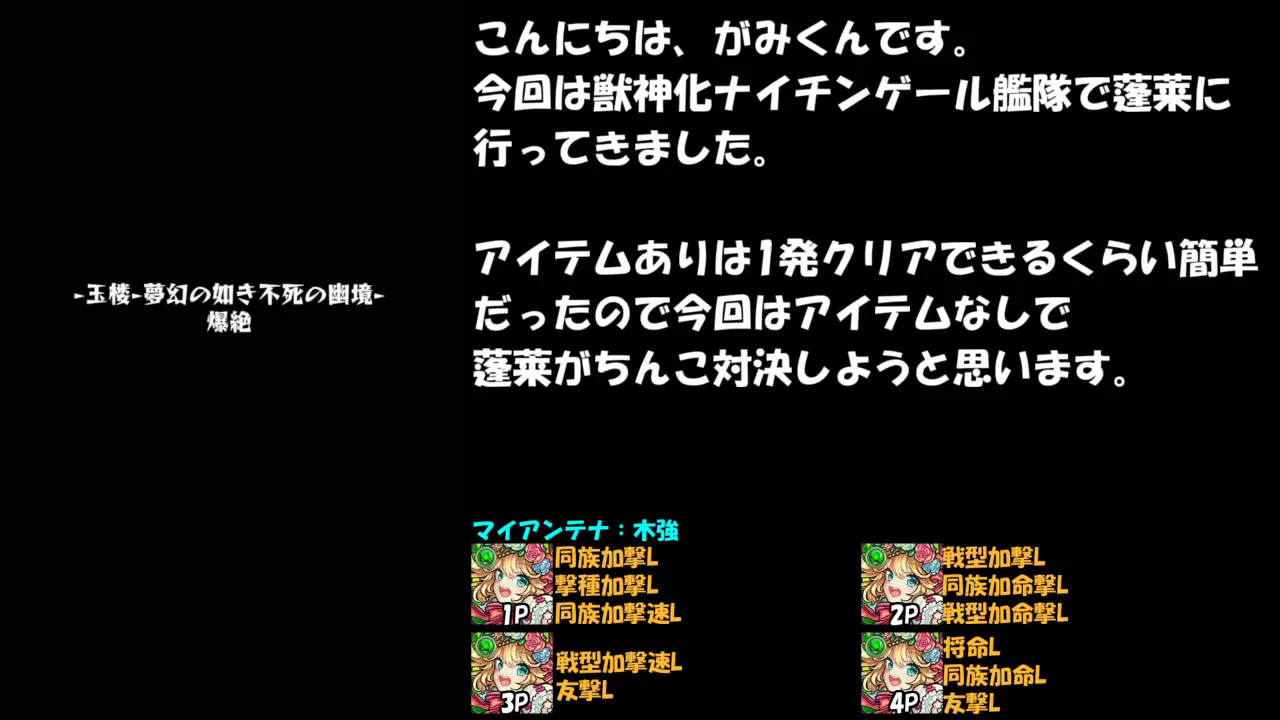 こんにちは、がみくんです。
今回は獣神化ナイチンゲール艦隊で蓬莱に
行ってきました。
アイテムありは1発クリアできるくらい簡単
だったので今回はアイテムなしで
蓬莱がちんこ対決しようと思います。
-玉楼-夢幻の如き不死の幽境-
爆絶
マイアンテナ：木強
同族加撃L
撃種加撃L
同族加撃速L
1P
戦型加撃L
同族加命撃L
戦型加命撃L
2P
戦型加撃速L
友撃L
3P
将命L
同族加命L
友撃L
4P